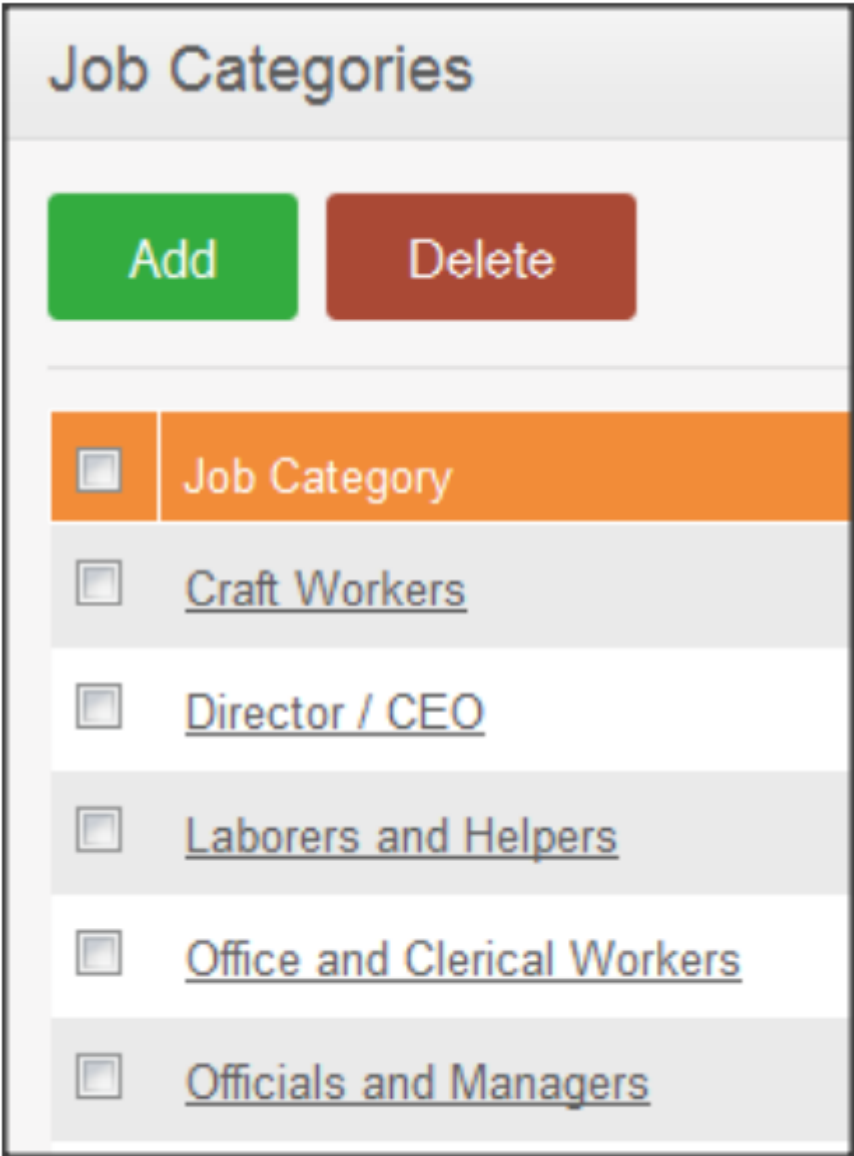 Job Categories
Add Delete
Job Category
Craft Workers
Director / CEO
Laborers and Helpers
Office and Clerical Workers
Officials and Managers